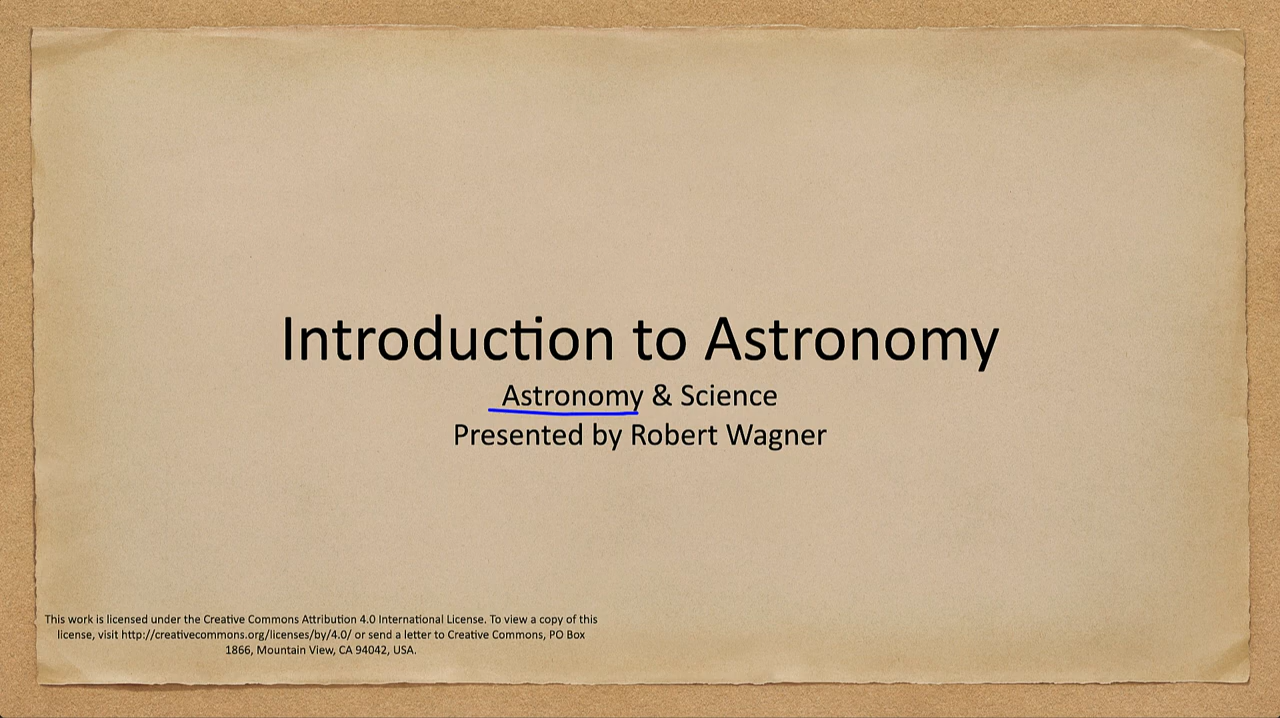 Introduction to Astronomy
Astronomy & Science
Presented by Robert Wagner
This work is licensed under the Creative Commons Attribution 4.0 International License. To view a copy of this
license, visit http://creativecommons.org/licenses/by/4.0/ or send a letter to Creative Commons, PO Box
1866, Mountain View, CA 94042, USA.